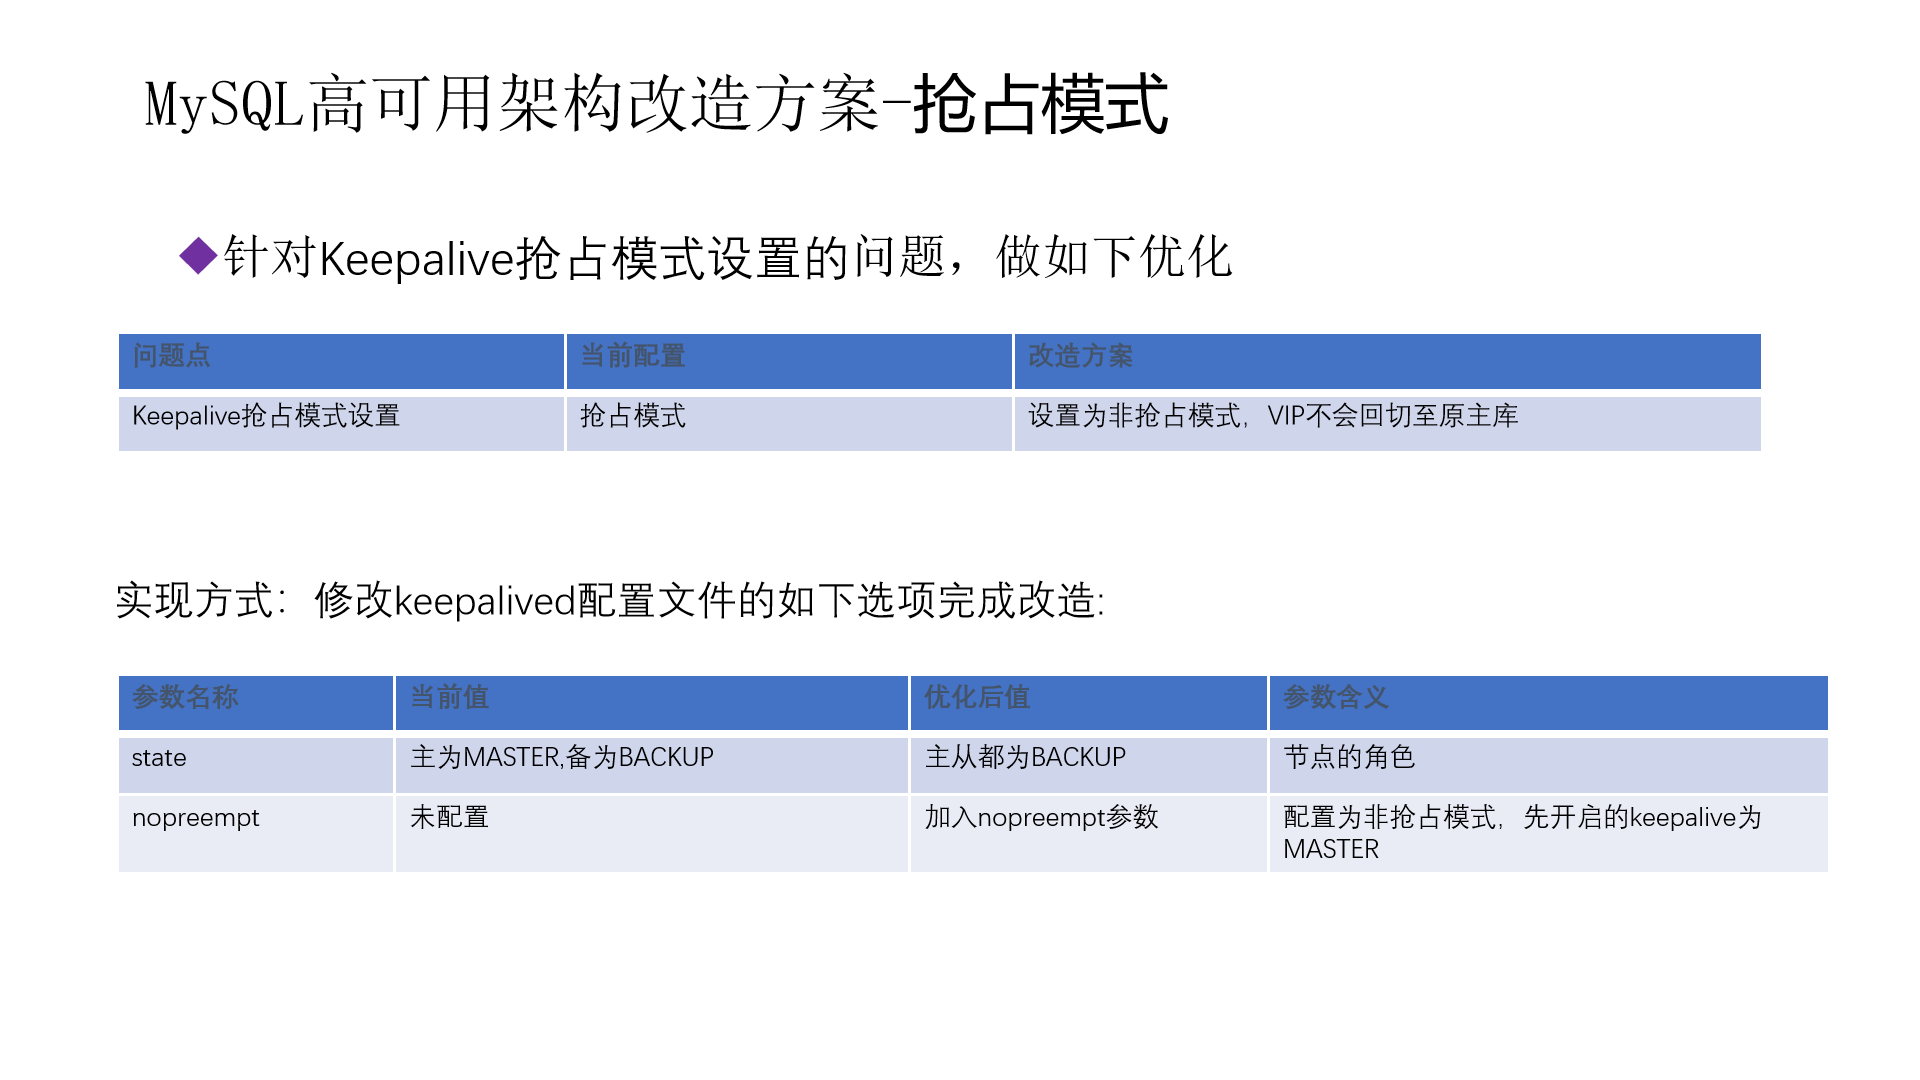 MySQL高可用架构改造方案-抢占模式
针对Keepalive抢占模式设置的问题，做如下优化
问题点 当前配置 改造方案
Keepalive抢占模式设置 抢占模式 设置为非抢占模式，VIP不会回切至原主库
实现方式：修改keepalived配置文件的如下选项完成改造:
参数名称 当前值 优化后值 参数含义
state 主为MASTER,备为BACKUP 主从都为BACKUP 节点的角色
nopreempt 未配置 加入nopreempt参数 配置为非抢占模式，先开启的keepalive为
MASTER